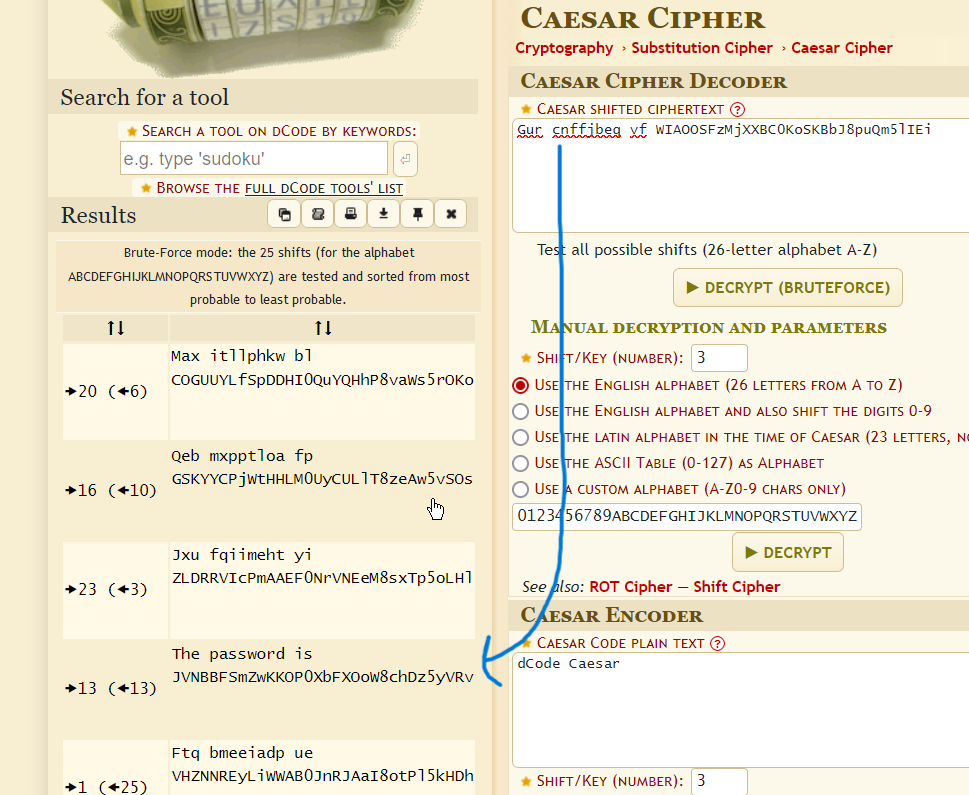 Search for a tool
★ SEARCH A TOOL ON DCODE BY KEYWORDS:
e.g. type 'sudoku'
★ BROWSE THE FULL DCODE TOOLS' LIST
Results
Brute-Force mode: the 25 shifts (for the alphabet
ABCDEFGHIJKLMNOPQRSTUVWXYZ) are tested and sorted from most
probable to least probable.
↑↓ ↑↓
Max itllphkw bl
➔20 (🡰6) COGUUYLfSpDDHI0QuYQHhP8vaWs5rOKo
Qeb mxpptloa fp
➔16 (🡰10) GSKYYCPjWtHHLM0UyCULlT8zeAw5vSOs
Jxu fqiimeht yi
➔23 (🡰3) ZLDRRVIcPmAAEF0NrVNEeM8sxTp5oLHl
The password is
➔13 (🡰13) JVNBBFSmZwKKOP0XbFXOoW8chDz5yVRv
Ftq bmeeiadp ue
➔1 (🡰25) VHZNNREyLiWWAB0JnRJAaI8otPl5kHDh
CAESAR CIPHER
Cryptography › Substitution Cipher › Caesar Cipher
CAESAR CIPHER DECODER
★ CAESAR SHIFTED CIPHERTEXT ?
Gur cnffjbeq vf WIAOOSFzMjXXBC0KoSKBbJ8puQm5lIEi
Test all possible shifts (26-letter alphabet A-Z)
▶ DECRYPT (BRUTEFORCE)
MANUAL DECRYPTION AND PARAMETERS
★ SHIFT/KEY (NUMBER): 3
USE THE ENGLISH ALPHABET (26 LETTERS FROM A TO Z)
USE THE ENGLISH ALPHABET AND ALSO SHIFT THE DIGITS 0-9
USE THE LATIN ALPHABET IN THE TIME OF CAESAR (23 LETTERS, NO
USE THE ASCII TABLE (0-127) AS ALPHABET
USE A CUSTOM ALPHABET (A-Z0-9 CHARS ONLY)
0123456789ABCDEFGHIJKLMNOPQRSTUVWXYZ
▶ DECRYPT
See also: ROT Cipher — Shift Cipher
CAESAR ENCODER
★ CAESAR CODE PLAIN TEXT ?
dCode Caesar
★ SHIFT/KEY (NUMBER): 3